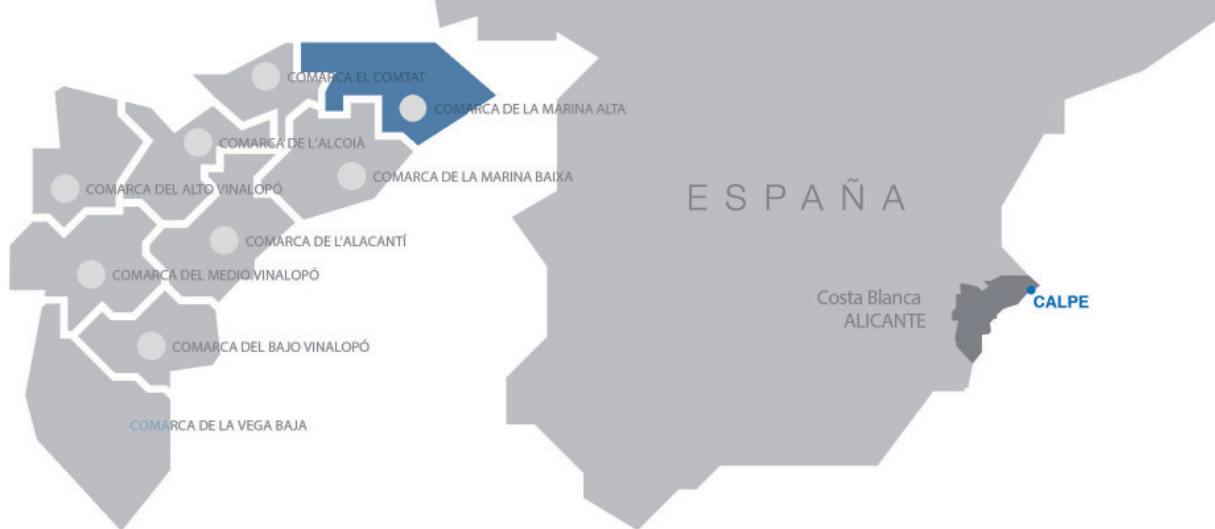 COMARCA EL COMTAT
COMARCA DE LA MARINA ALTA
COMARCA DE L'ALCOIÀ
COMARCA DE LA MARINA BAIXA
COMARCA DEL ALTO VINALOPÓ
COMARCA DE L'ALACANTÍ
COMARCA DEL MEDIO VINALOPÓ
COMARCA DEL BAJO VINALOPÓ
COMARCA DE LA VEGA BAJA
ESPAÑA
Costa Blanca
ALICANTE
CALPE